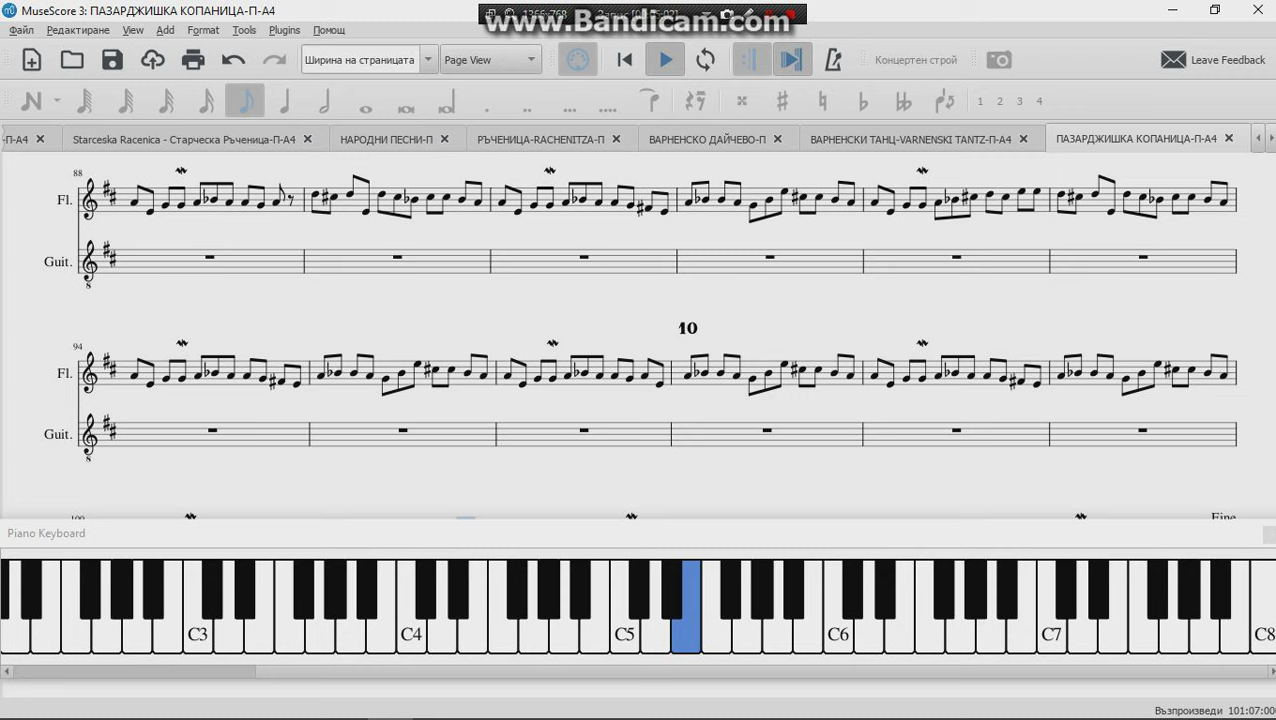 MuseScore 3: ПАЗАРДЖИШКА КОПАНИЦА-П-А4
www.Bandicam.com
Файл Редактиране View Add Format Tools Plugins Помощ
Ширина на страницата Page View Концертен строй Leave Feedback
1 2 3 4
-П-А4 Starceska Racenica - Старческа Ръченица-П-А4 НАРОДНИ ПЕСНИ-П РЪЧЕНИЦА-RACHENITZA-П ВАРНЕНСКО ДАЙЧЕВО-П ВАРНЕНСКИ ТАНЦ-VARNENSKI TANTZ-П-А4 ПАЗАРДЖИШКА КОПАНИЦА-П-А4
88
Fl.
Guit.
8
10
94
Fl.
Guit.
8
Fine
Piano Keyboard
C3 C4 C5 C6 C7 C8
Възпроизведи 101:07:00